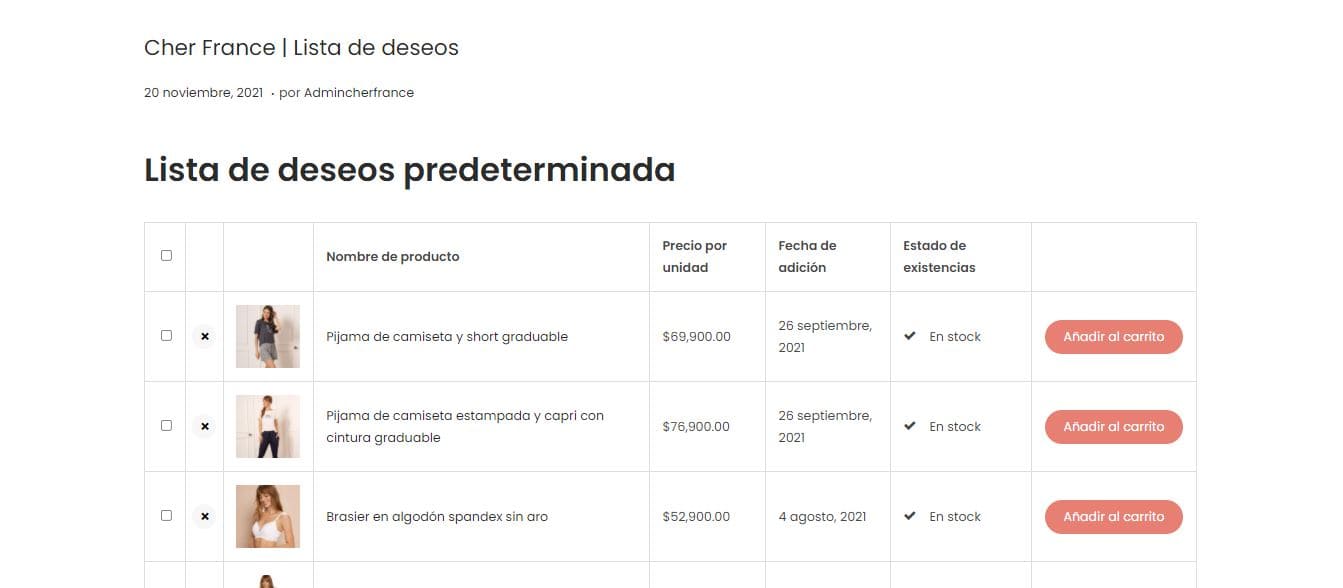 Cher France | Lista de deseos
20 noviembre, 2021 · por Admincherfrance
Lista de deseos predeterminada
Nombre de producto
Precio por
unidad
Fecha de
adición
Estado de
existencias
Pijama de camiseta y short graduable
$69,900.00
26 septiembre,
2021
En stock
Añadir al carrito
Pijama de camiseta estampada y capri con
cintura graduable
$76,900.00
26 septiembre,
2021
En stock
Añadir al carrito
Brasier en algodón spandex sin aro
$52,900.00
4 agosto, 2021
En stock
Añadir al carrito